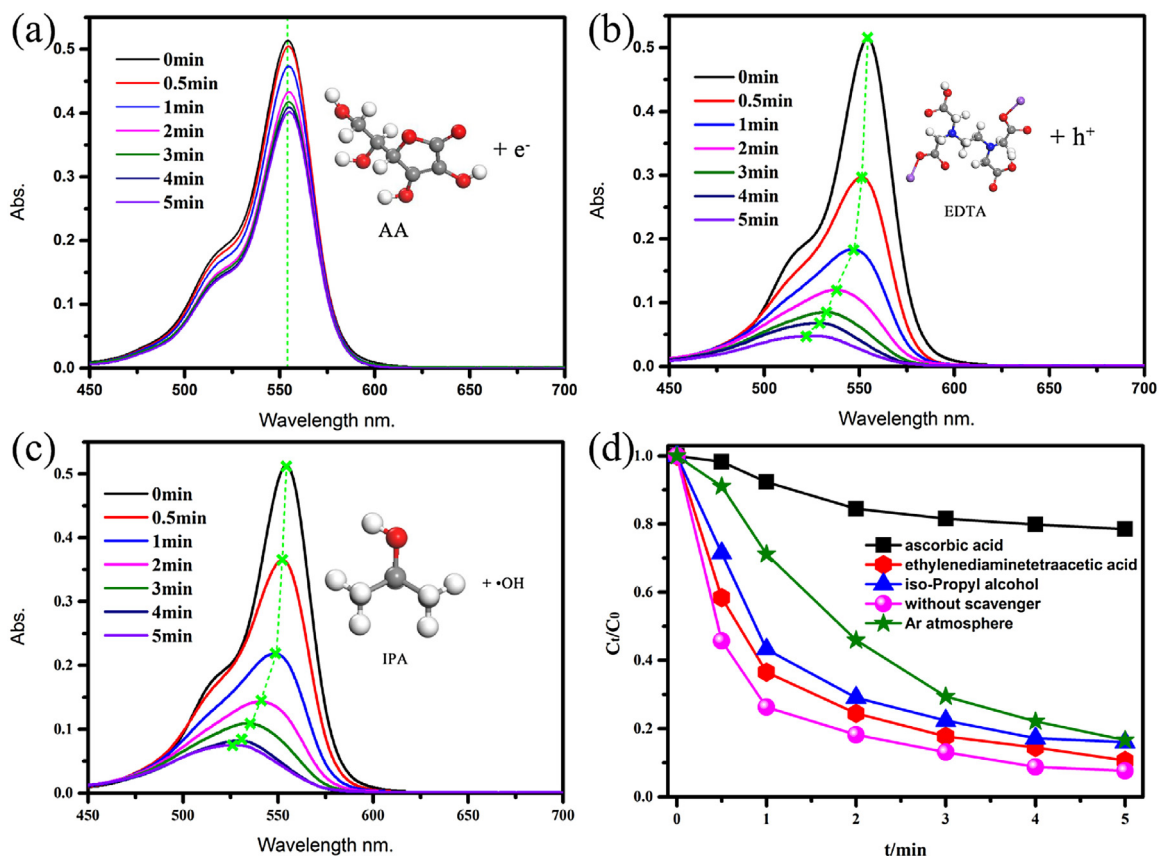 (a)
0.5
0.4
0.3
0.2
0.1
0.0
Abs.
0min
0.5min
1min
2min
3min
4min
5min
AA
+ e-
450 500 550 600 650 700
Wavelength nm.
(b)
0.5
0.4
0.3
0.2
0.1
0.0
Abs.
0min
0.5min
1min
2min
3min
4min
5min
EDTA
+ h+
450 500 550 600 650 700
Wavelength nm.
(c)
0.5
0.4
0.3
0.2
0.1
0.0
Abs.
0min
0.5min
1min
2min
3min
4min
5min
IPA
+ •OH
450 500 550 600 650 700
Wavelength nm.
(d)
1.0
0.8
0.6
0.4
0.2
0.0
Ct/C0
ascorbic acid
ethylenediaminetetraacetic acid
iso-Propyl alcohol
without scavenger
Ar atmosphere
0 1 2 3 4 5
t/min